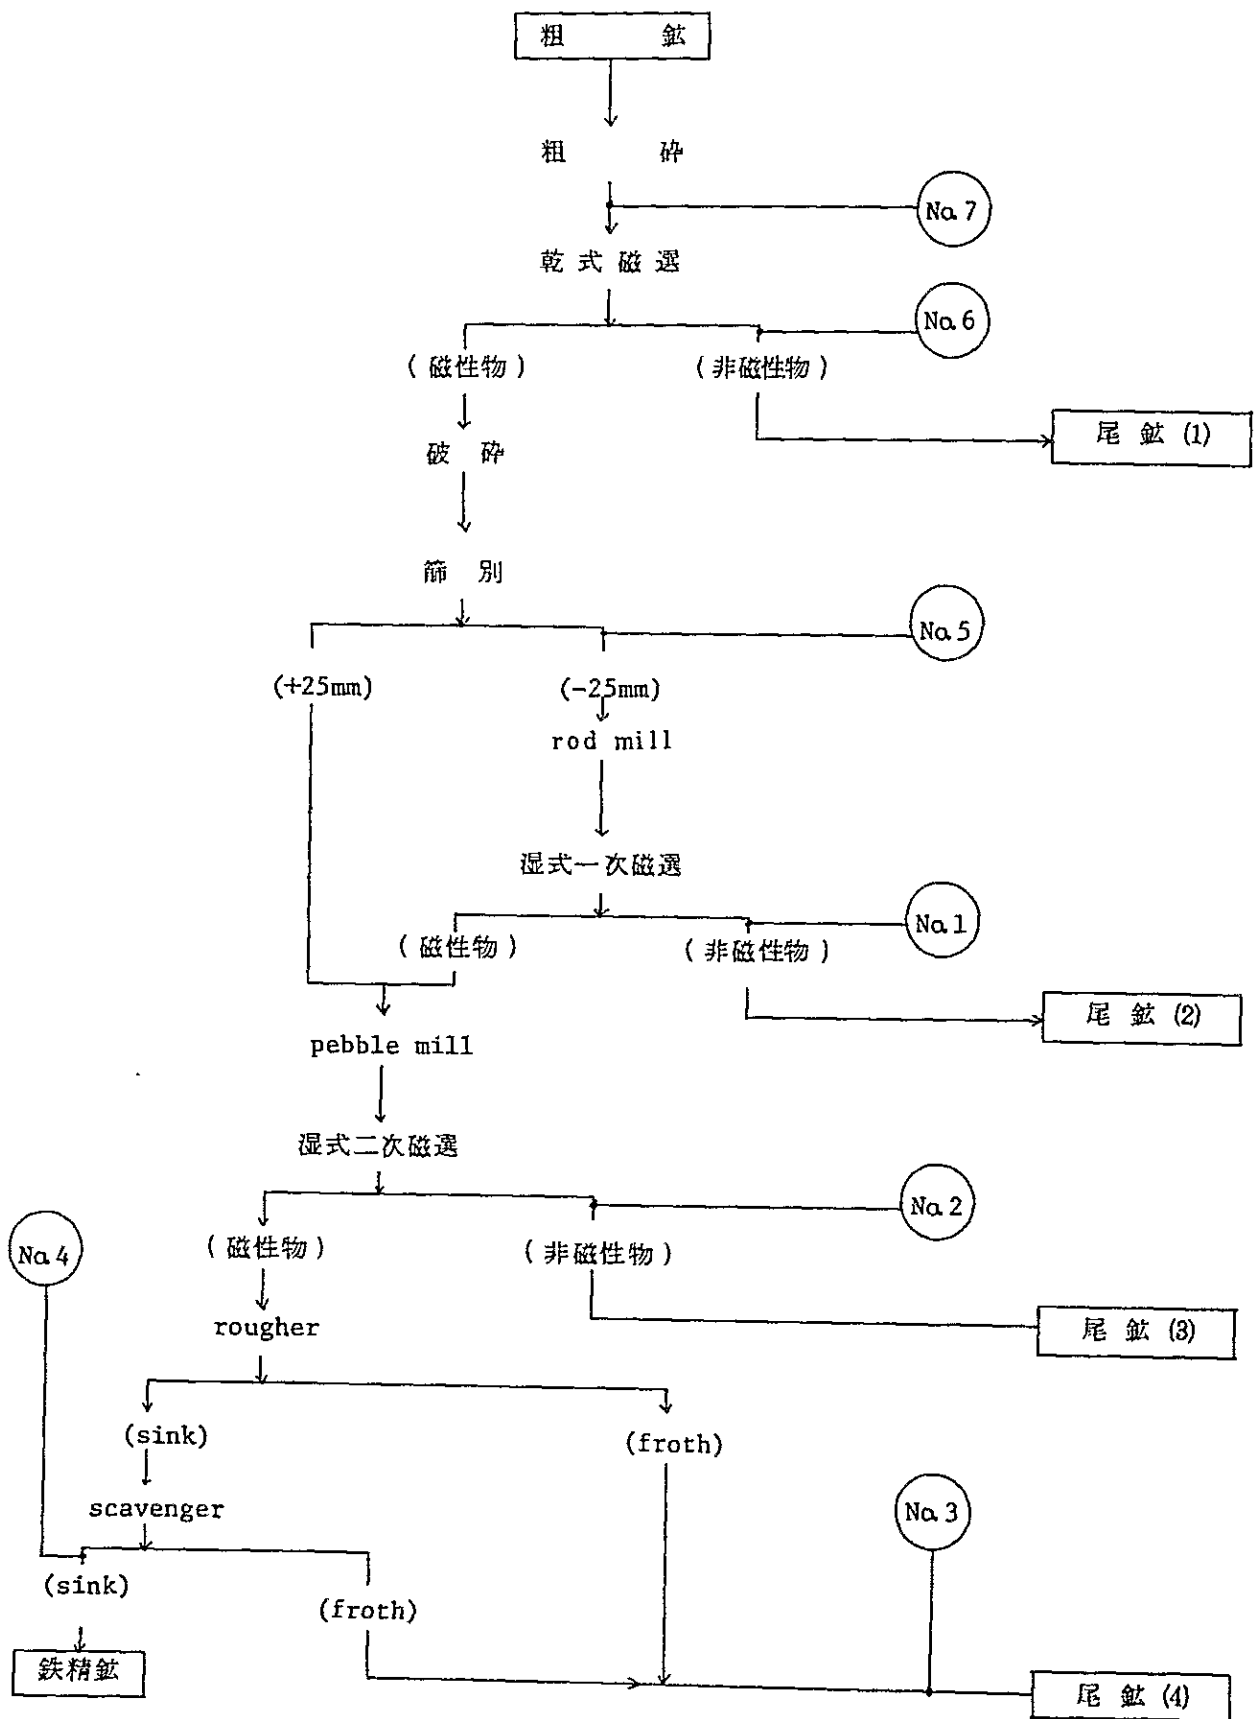 粗 鉱
粗 砕
No.7
乾式磁選
No.6
(磁性物) (非磁性物)
尾鉱(1)
破砕
篩別
No.5
(+25mm) (-25mm)
rod mill
湿式一次磁選
No.1
(磁性物) (非磁性物)
尾鉱(2)
pebble mill
湿式二次磁選
No.2
No.4
(磁性物) (非磁性物)
rougher
尾鉱(3)
(sink) (froth)
scavenger
No.3
(sink)
(froth)
鉄精鉱
尾鉱(4)